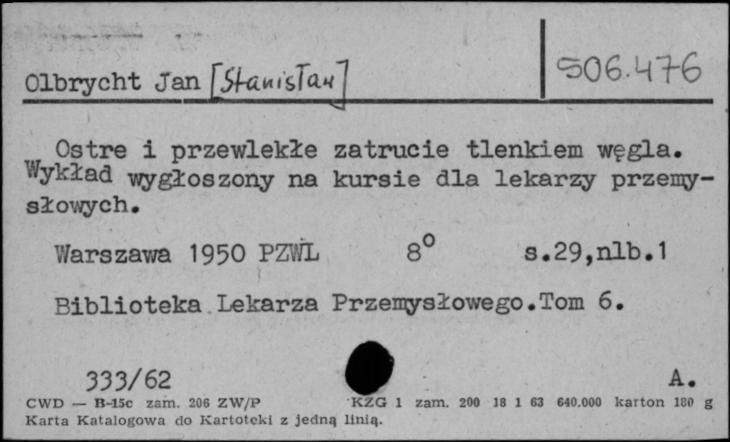 Olbrycht Jan [Stanisław]
506.476
Ostre i przewlekłe zatrucie tlenkiem węgla.
Wykład wygłoszony na kursie dla lekarzy przemy-
słowych.
Warszawa 1950 PZWL 8° s.29,nlb.1
Biblioteka Lekarza Przemysłowego.Tom 6.
333/62 A.
CWD — B-15c zam. 206 ZW/P KZG 1 zam. 200 18 1 63 640.000 karton 180 g
Karta Katalogowa do Kartoteki z jedną linią.